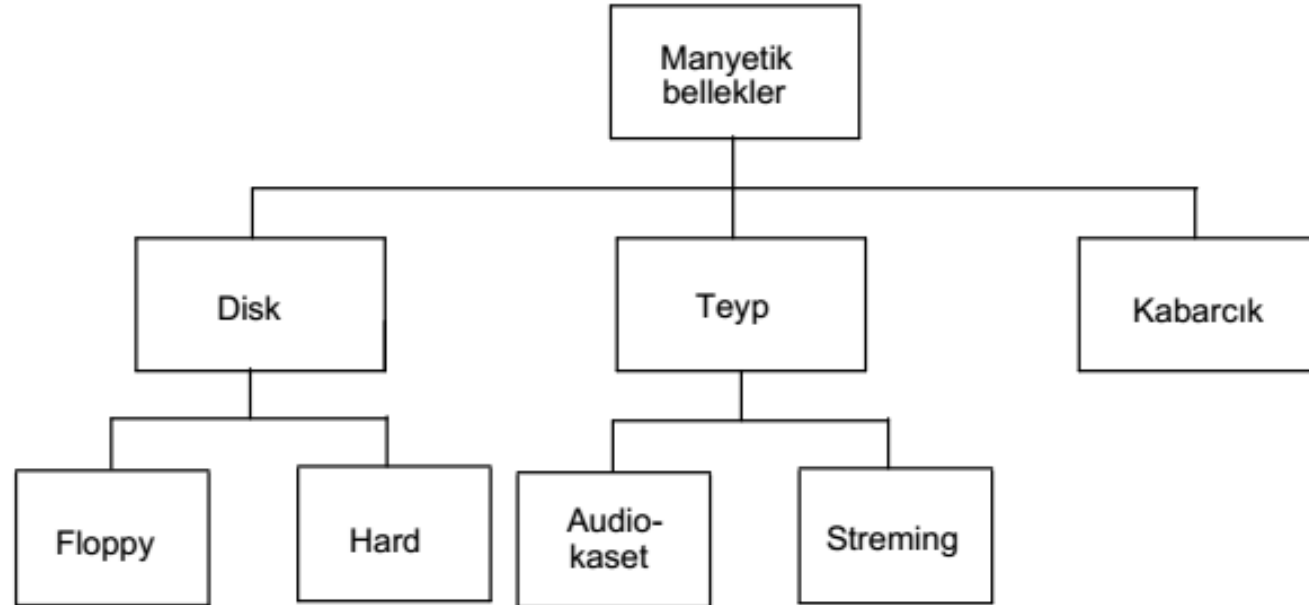 Manyetik
bellekler
Disk
Teyp
Kabarcık
Floppy
Hard
Audio-
kaset
Streming